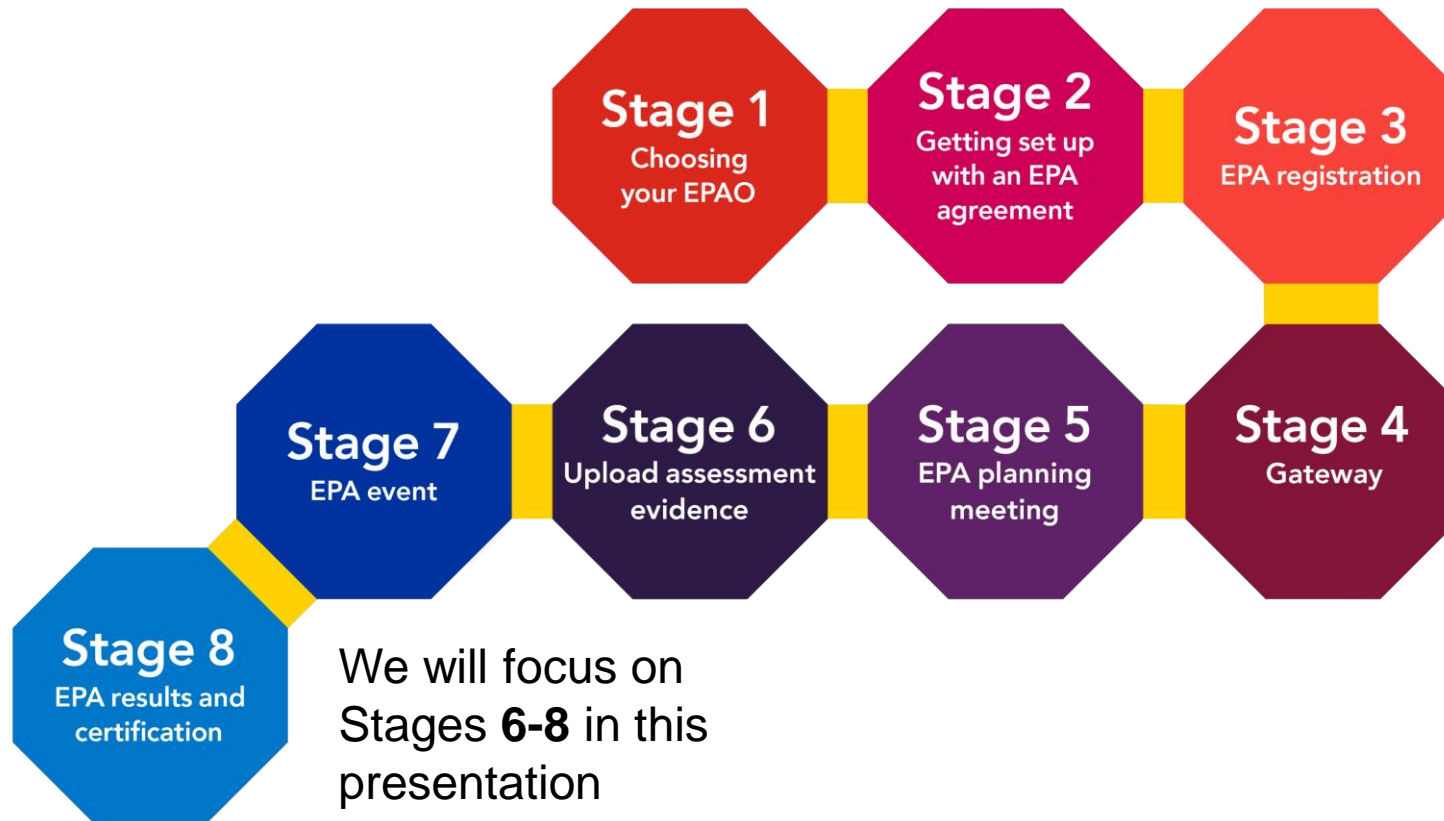 Stage 1
Choosing
your EPAO
Stage 2
Getting set up
with an EPA
agreement
Stage 3
EPA registration
Stage 4
Gateway
Stage 5
EPA planning
meeting
Stage 6
Upload assessment
evidence
Stage 7
EPA event
Stage 8
EPA results and
certification
We will focus on
Stages 6-8 in this
presentation